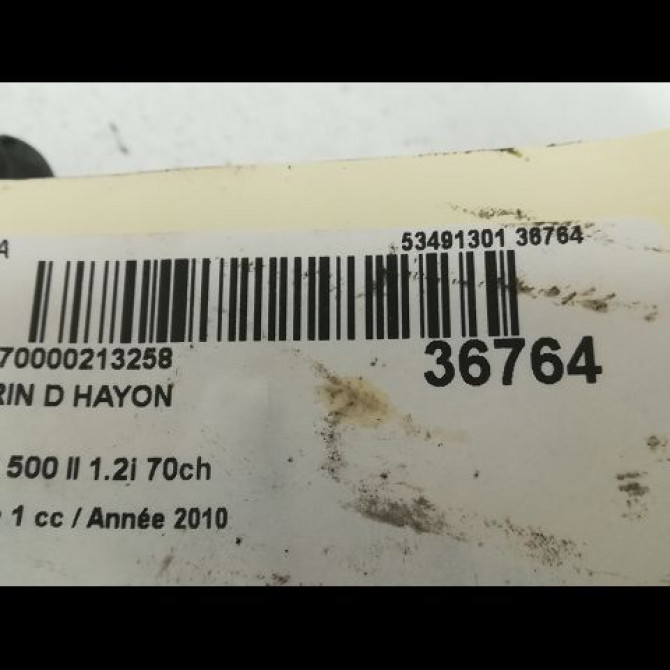 A 53491301 36764
70000213258 36764
RIN D HAYON
500 II 1.2i 70ch
1 cc / Année 2010